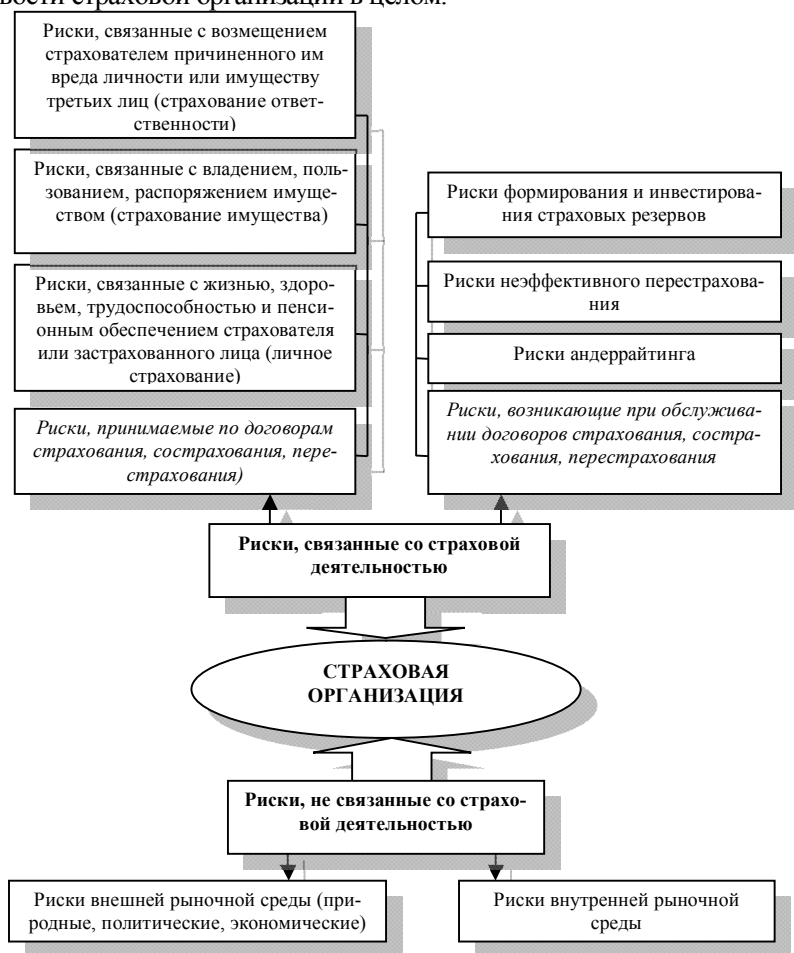 вости страховой организации в целом.
Риски, связанные с возмещением
страхователем причиненного им
вреда личности или имуществу
третьих лиц (страхование ответ-
ственности)
Риски, связанные с владением, поль-
зованием, распоряжением имуще-
ством (страхование имущества)
Риски, связанные с жизнью, здоро-
вьем, трудоспособностью и пенси-
онным обеспечением страхователя
или застрахованного лица (личное
страхование)
Риски, принимаемые по договорам
страхования, сострахования, пере-
страхования)
Риски формирования и инвестирова-
ния страховых резервов
Риски неэффективного перестрахова-
ния
Риски андеррайтинга
Риски, возникающие при обслужива-
нии договоров страхования, состра-
хования, перестрахования
Риски, связанные со страховой
деятельностью
СТРАХОВАЯ
ОРГАНИЗАЦИЯ
Риски, не связанные со страхо-
вой деятельностью
Риски внешней рыночной среды (при-
родные, политические, экономические)
Риски внутренней рыночной
среды